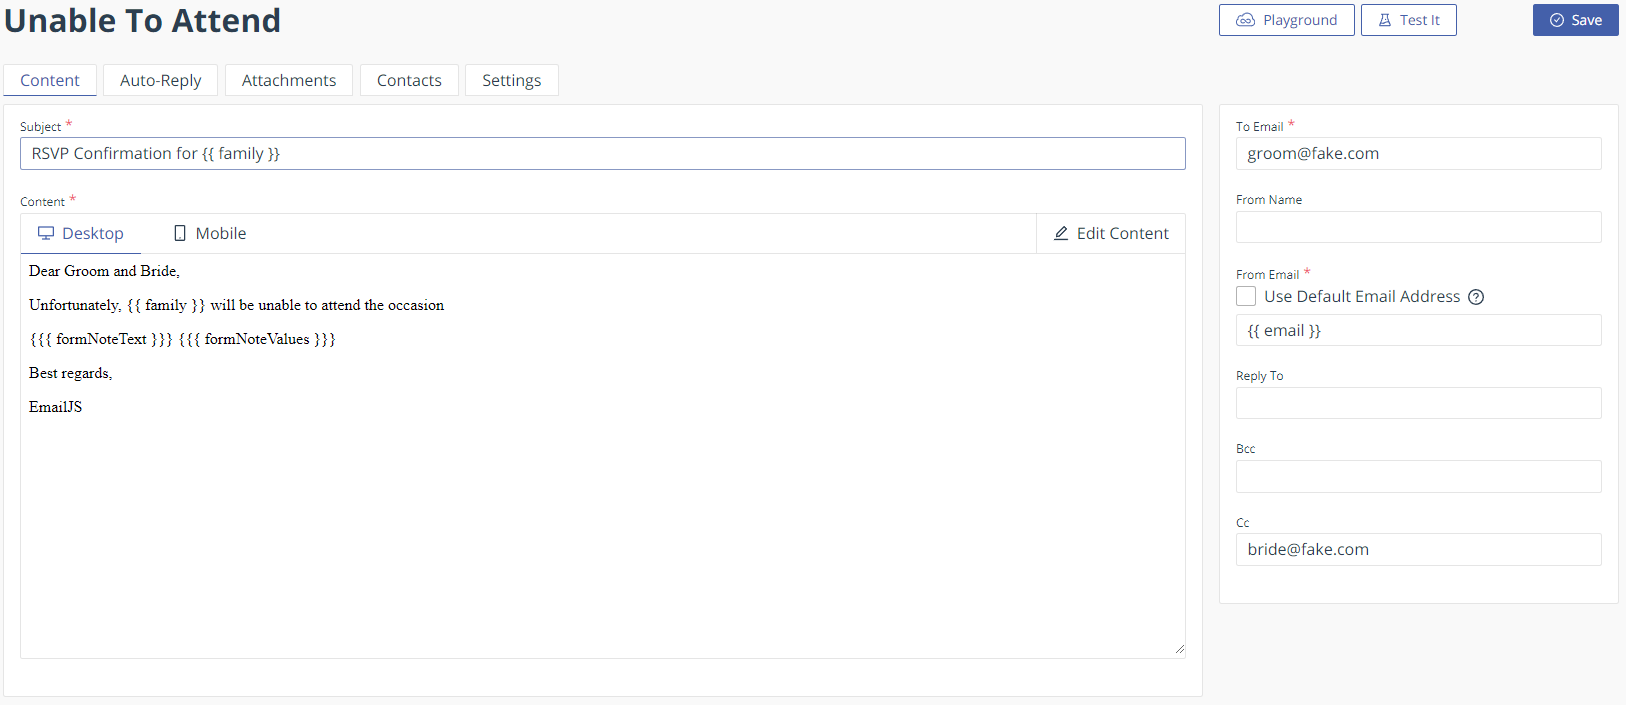 Unable To Attend
Playground
Test It
Save
Content
Auto-Reply
Attachments
Contacts
Settings
Subject *
RSVP Confirmation for {{ family }}
Content *
Desktop
Mobile
Edit Content
Dear Groom and Bride,
Unfortunately, {{ family }} will be unable to attend the occasion
{{{ formNoteText }}} {{{ formNoteValues }}}
Best regards,
EmailJS
To Email *
groom@fake.com
From Name
From Email *
Use Default Email Address ?
{{ email }}
Reply To
Bcc
Cc
bride@fake.com